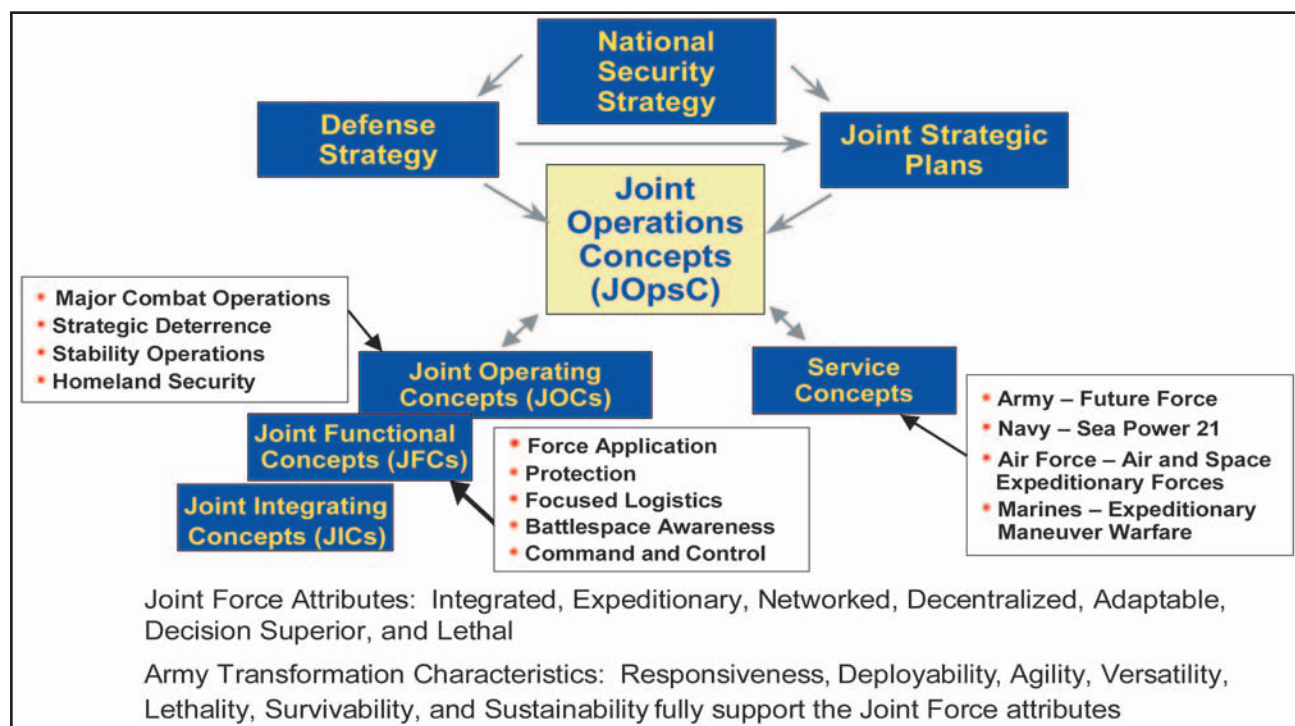 National
Security
Strategy
Defense
Strategy
Joint Strategic
Plans
Joint
Operations
Concepts
(JOpsC)
• Major Combat Operations
• Strategic Deterrence
• Stability Operations
• Homeland Security
Joint Operating
Concepts (JOCs)
Service
Concepts
Joint Functional
Concepts (JFCs)
Joint Integrating
Concepts (JICs)
• Force Application
• Protection
• Focused Logistics
• Battlespace Awareness
• Command and Control
• Army – Future Force
• Navy – Sea Power 21
• Air Force – Air and Space
Expeditionary Forces
• Marines – Expeditionary
Maneuver Warfare
Joint Force Attributes: Integrated, Expeditionary, Networked, Decentralized, Adaptable,
Decision Superior, and Lethal
Army Transformation Characteristics: Responsiveness, Deployability, Agility, Versatility,
Lethality, Survivability, and Sustainability fully support the Joint Force attributes